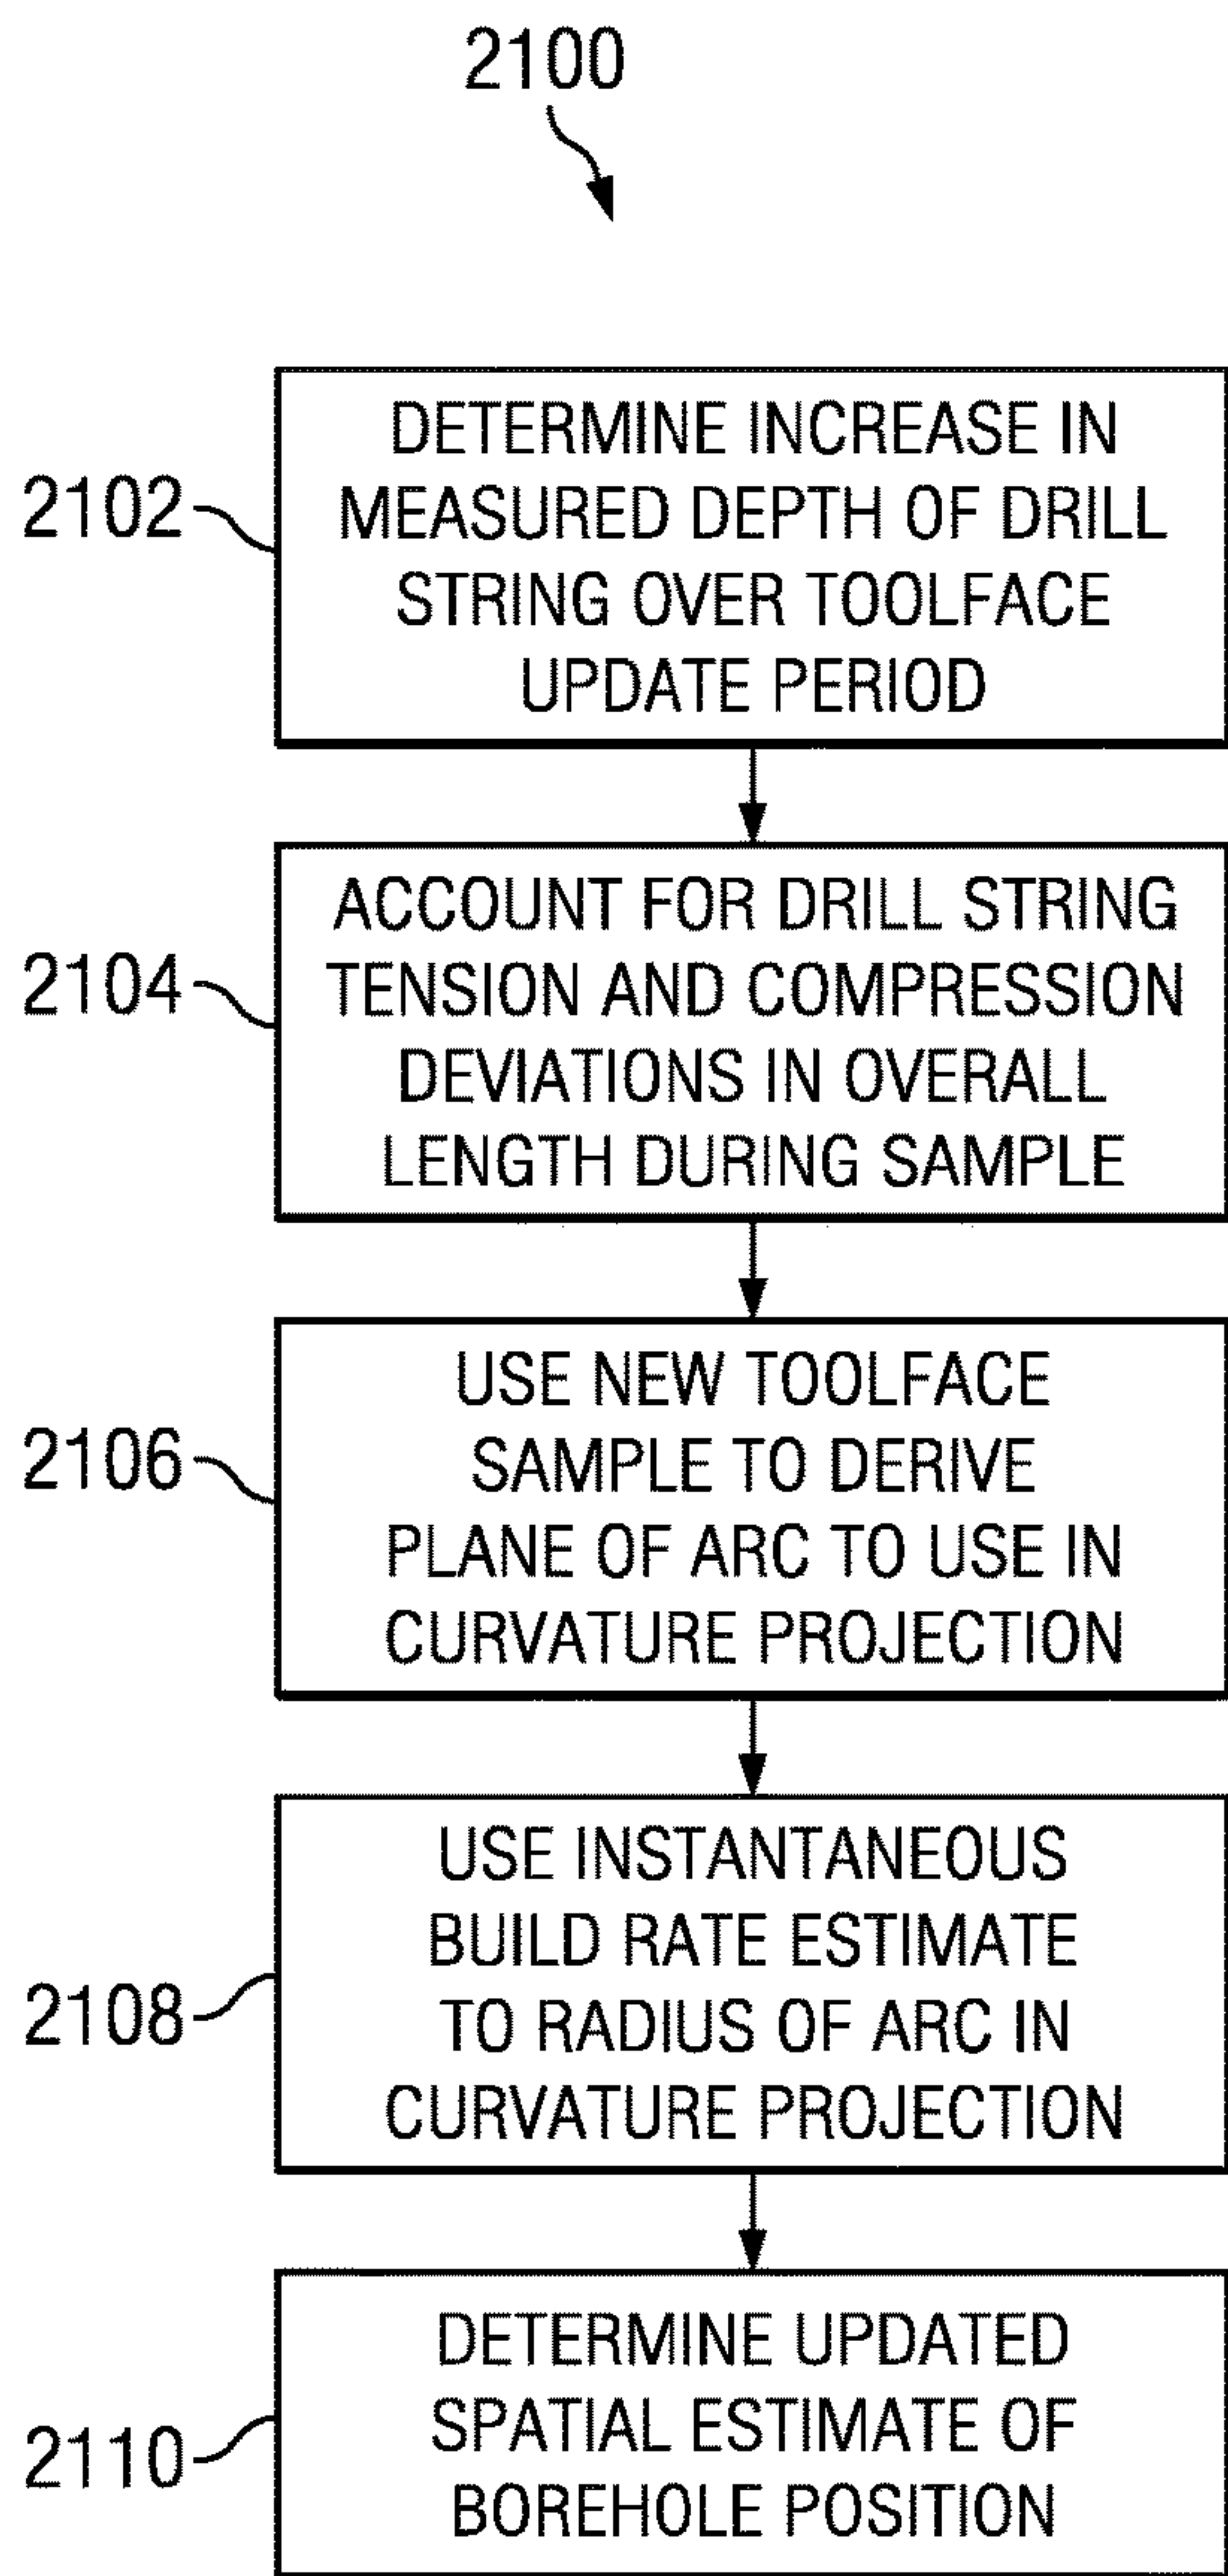 2100
2102
DETERMINE INCREASE IN
MEASURED DEPTH OF DRILL
STRING OVER TOOLFACE
UPDATE PERIOD
2104
ACCOUNT FOR DRILL STRING
TENSION AND COMPRESSION
DEVIATIONS IN OVERALL
LENGTH DURING SAMPLE
2106
USE NEW TOOLFACE
SAMPLE TO DERIVE
PLANE OF ARC TO USE IN
CURVATURE PROJECTION
2108
USE INSTANTANEOUS
BUILD RATE ESTIMATE
TO RADIUS OF ARC IN
CURVATURE PROJECTION
2110
DETERMINE UPDATED
SPATIAL ESTIMATE OF
BOREHOLE POSITION